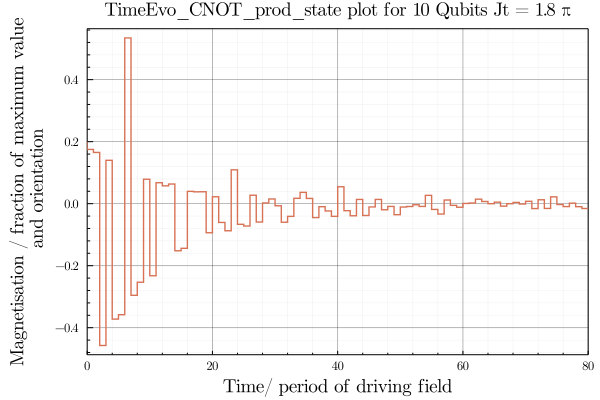 TimeEvo_CNOT_prod_state plot for 10 Qubits Jt = 1.8 π
Magnetisation / fraction of maximum value
and orientation
0.4
0.2
0.0
−0.2
−0.4
0 20 40 60 80
Time/ period of driving field